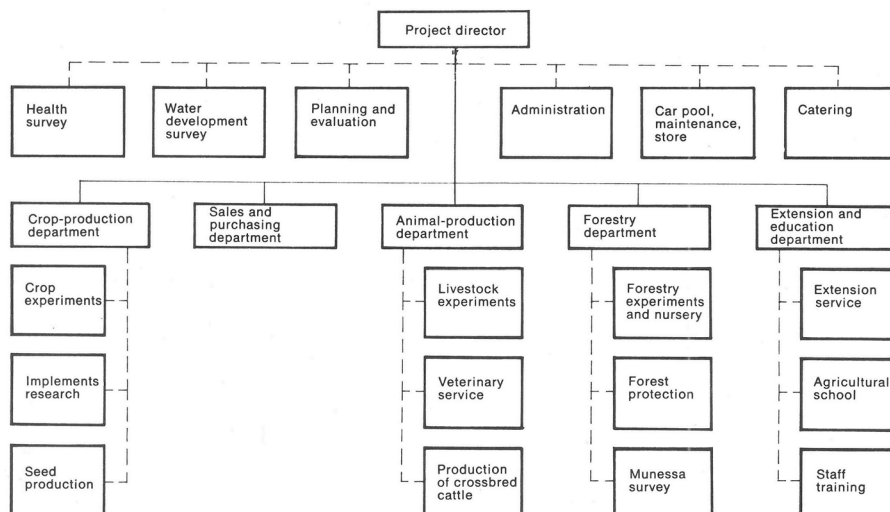 Project director
Health
survey
Water
development
survey
Planning and
evaluation
Administration
Car pool,
maintenance,
store
Catering
Crop-production
department
Sales and
purchasing
department
Animal-production
department
Forestry
department
Extension and
education
department
Crop
experiments
Livestock
experiments
Forestry
experiments
and nursery
Extension
service
Implements
research
Veterinary
service
Forest
protection
Agricultural
school
Seed
production
Production
of crossbred
cattle
Munessa
survey
Staff
training